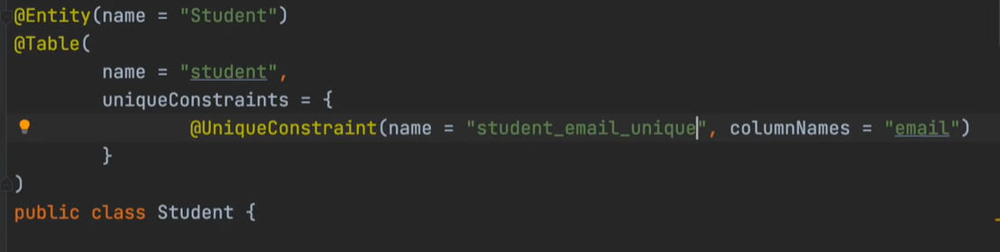 @Entity(name = "Student")
@Table(
        name = "student",
        uniqueConstraints = {
                @UniqueConstraint(name = "student_email_unique", columnNames = "email")
        }
)
public class Student {